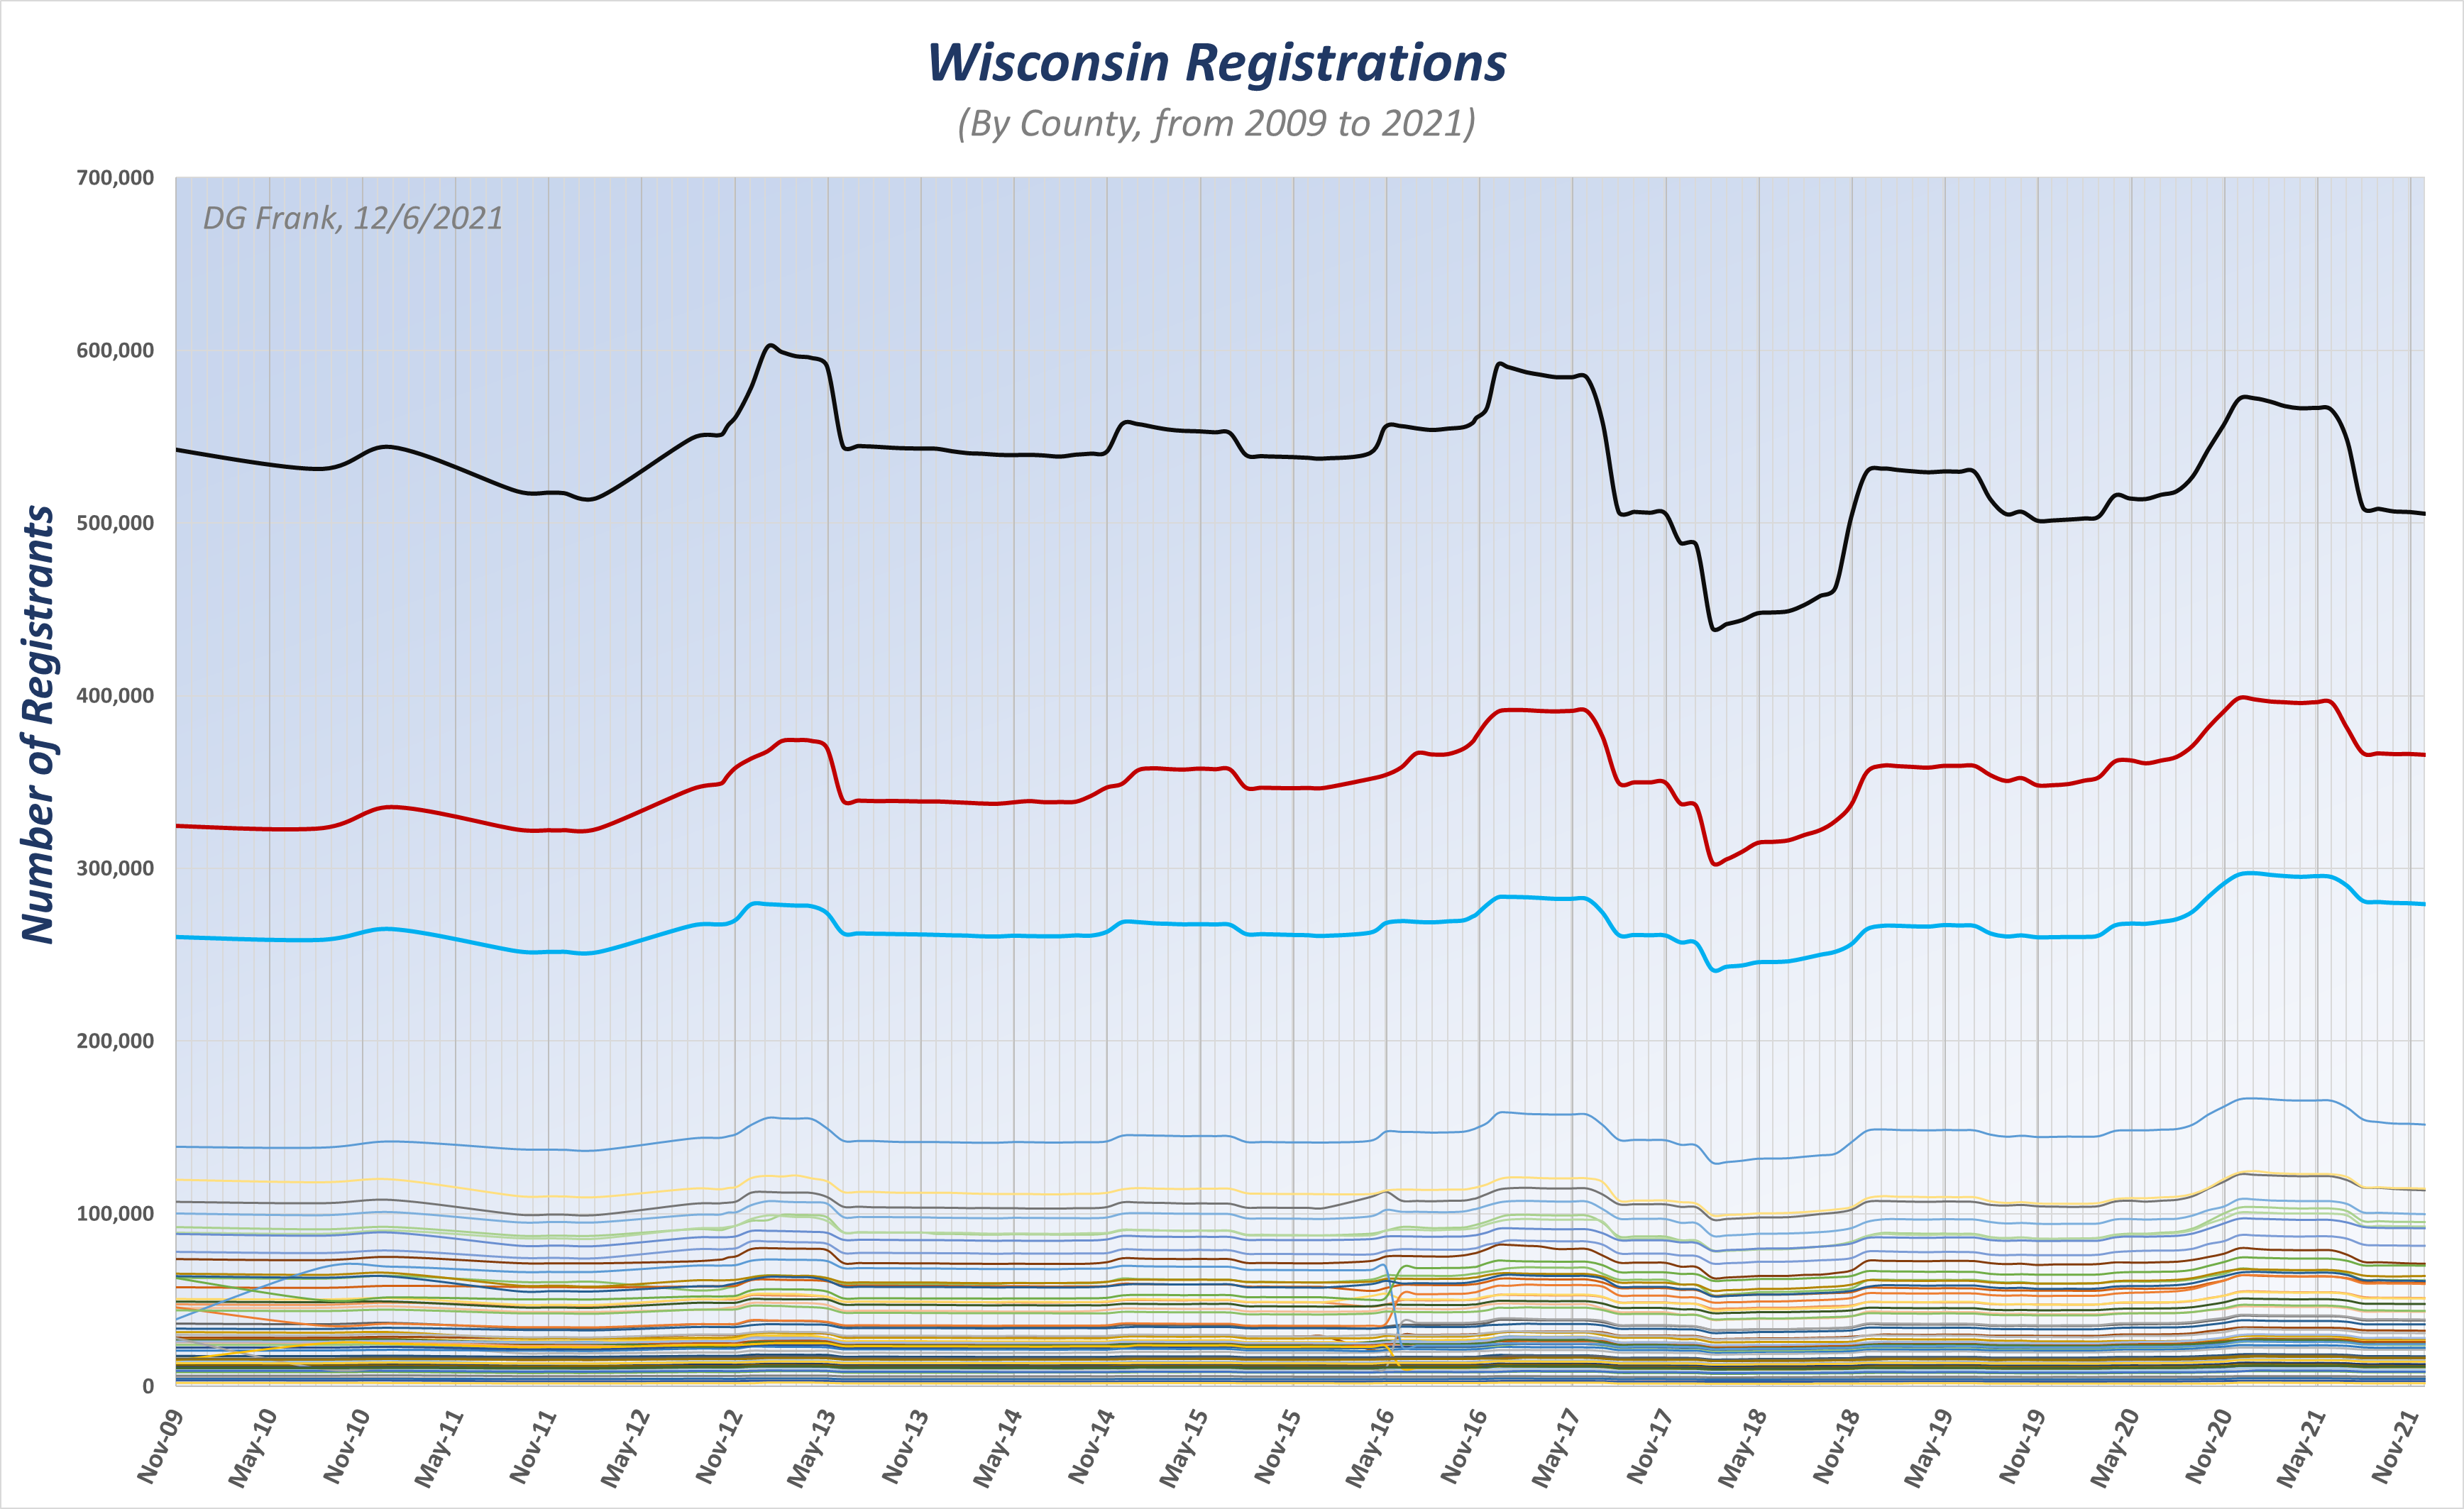 Wisconsin Registrations
(By County, from 2009 to 2021)
DG Frank, 12/6/2021
Number of Registrants
700,000
600,000
500,000
400,000
300,000
200,000
100,000
0
Nov-09
May-10
Nov-10
May-11
Nov-11
May-12
Nov-12
May-13
Nov-13
May-14
Nov-14
May-15
Nov-15
May-16
Nov-16
May-17
Nov-17
May-18
Nov-18
May-19
Nov-19
May-20
Nov-20
May-21
Nov-21